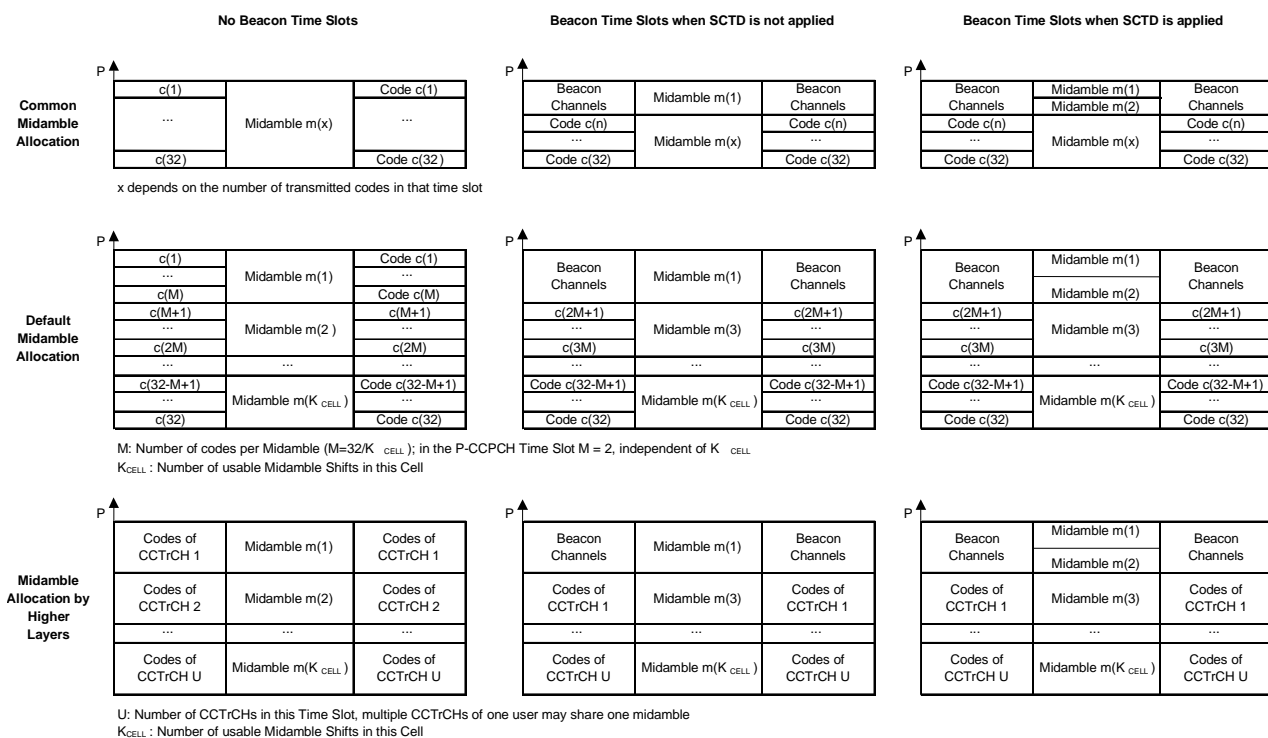 No Beacon Time Slots
Beacon Time Slots when SCTD is not applied
Beacon Time Slots when SCTD is applied
Common Midamble Allocation
P
c(1) Code c(1)
... Midamble m(x) ...
c(32) Code c(32)
x depends on the number of transmitted codes in that time slot
P
Beacon Channels Midamble m(1) Beacon Channels
Code c(n) Code c(n)
... Midamble m(x) ...
Code c(32) Code c(32)
P
Beacon Channels Midamble m(1) Beacon Channels
Midamble m(2)
Code c(n) Code c(n)
... Midamble m(x) ...
Code c(32) Code c(32)
Default Midamble Allocation
P
c(1) Code c(1)
... Midamble m(1) ...
c(M) Code c(M)
c(M+1) c(M+1)
... Midamble m(2 ) ...
c(2M) c(2M)
... ... ...
c(32-M+1) Code c(32-M+1)
... Midamble m(K CELL ) ...
c(32) Code c(32)
M: Number of codes per Midamble (M=32/K CELL ); in the P-CCPCH Time Slot M = 2, independent of K CELL
KCELL : Number of usable Midamble Shifts in this Cell
P
Beacon Channels Midamble m(1) Beacon Channels
c(2M+1) c(2M+1)
... Midamble m(3) ...
c(3M) c(3M)
... ... ...
Code c(32-M+1) Code c(32-M+1)
... Midamble m(K CELL ) ...
Code c(32) Code c(32)
P
Beacon Channels Midamble m(1) Beacon Channels
Midamble m(2)
c(2M+1) c(2M+1)
... Midamble m(3) ...
c(3M) c(3M)
... ... ...
Code c(32-M+1) Code c(32-M+1)
... Midamble m(K CELL ) ...
Code c(32) Code c(32)
Midamble Allocation by Higher Layers
P
Codes of CCTrCH 1 Midamble m(1) Codes of CCTrCH 1
Codes of CCTrCH 2 Midamble m(2) Codes of CCTrCH 2
... ... ...
Codes of CCTrCH U Midamble m(K CELL ) Codes of CCTrCH U
U: Number of CCTrCHs in this Time Slot, multiple CCTrCHs of one user may share one midamble
KCELL : Number of usable Midamble Shifts in this Cell
P
Beacon Channels Midamble m(1) Beacon Channels
Codes of CCTrCH 1 Midamble m(3) Codes of CCTrCH 1
... ... ...
Codes of CCTrCH U Midamble m(K CELL ) Codes of CCTrCH U
P
Beacon Channels Midamble m(1) Beacon Channels
Midamble m(2)
Codes of CCTrCH 1 Midamble m(3) Codes of CCTrCH 1
... ... ...
Codes of CCTrCH U Midamble m(K CELL ) Codes of CCTrCH U